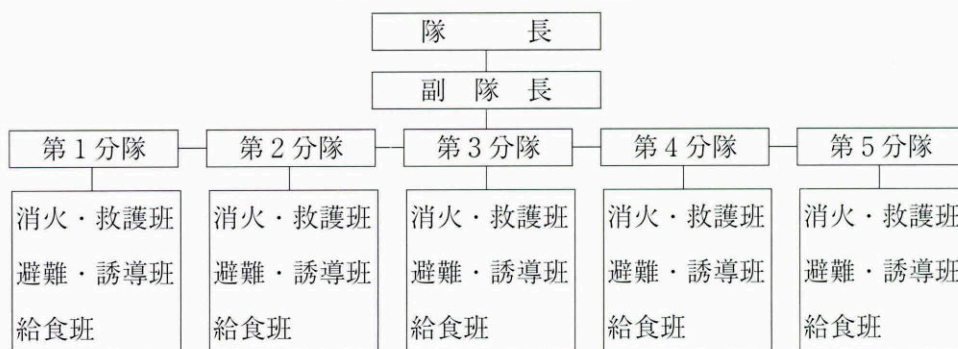 隊長
副隊長
第1分隊
第2分隊
第3分隊
第4分隊
第5分隊
消火・救護班
避難・誘導班
給食班
消火・救護班
避難・誘導班
給食班
消火・救護班
避難・誘導班
給食班
消火・救護班
避難・誘導班
給食班
消火・救護班
避難・誘導班
給食班